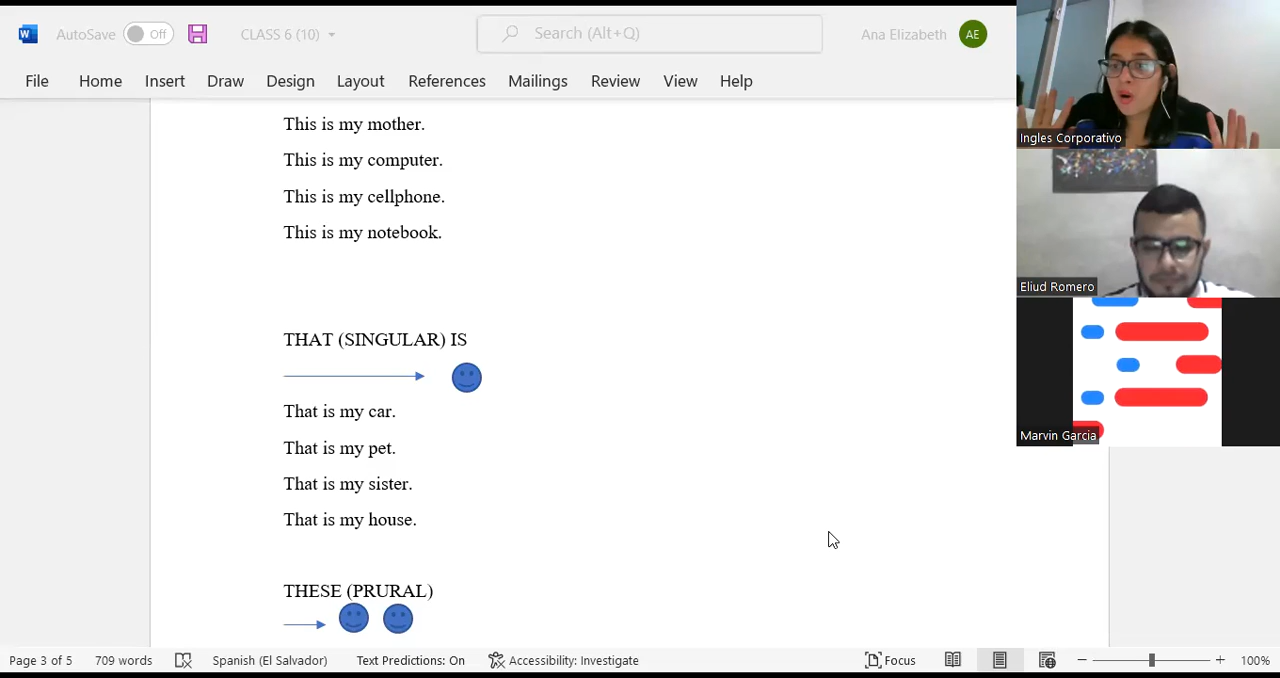 AutoSave Off CLASS 6 (10) Search (Alt+Q) Ana Elizabeth AE
File Home Insert Draw Design Layout References Mailings Review View Help
This is my mother.
This is my computer.
This is my cellphone.
This is my notebook.
THAT (SINGULAR) IS
That is my car.
That is my pet.
That is my sister.
That is my house.
THESE (PRURAL)
Page 3 of 5 709 words Spanish (El Salvador) Text Predictions: On Accessibility: Investigate Focus 100%
Ingles Corporativo
Eliud Romero
Marvin Garcia